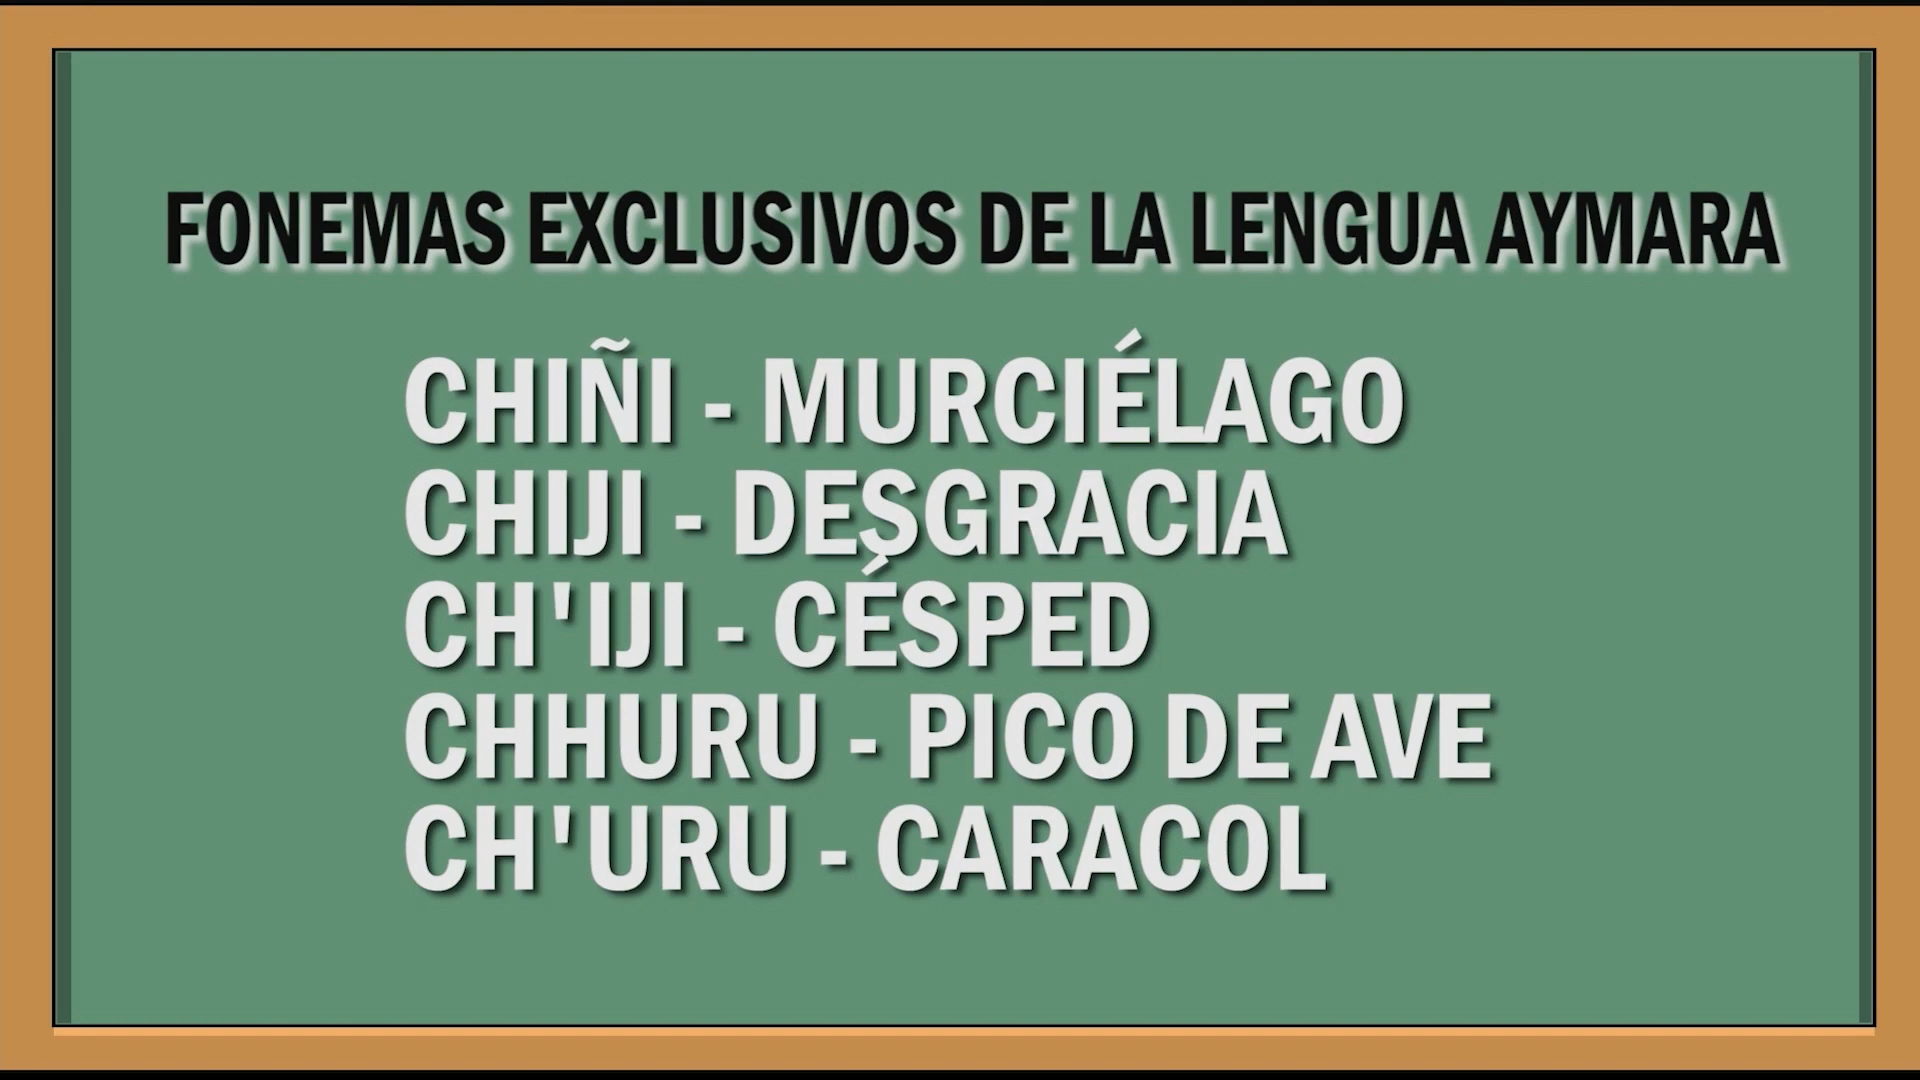 FONEMAS EXCLUSIVOS DE LA LENGUA AYMARA
CHIÑI - MURCIÉLAGO
CHIJI - DESGRACIA
CH'IJI - CÉSPED
CHHURU - PICO DE AVE
CH'URU - CARACOL